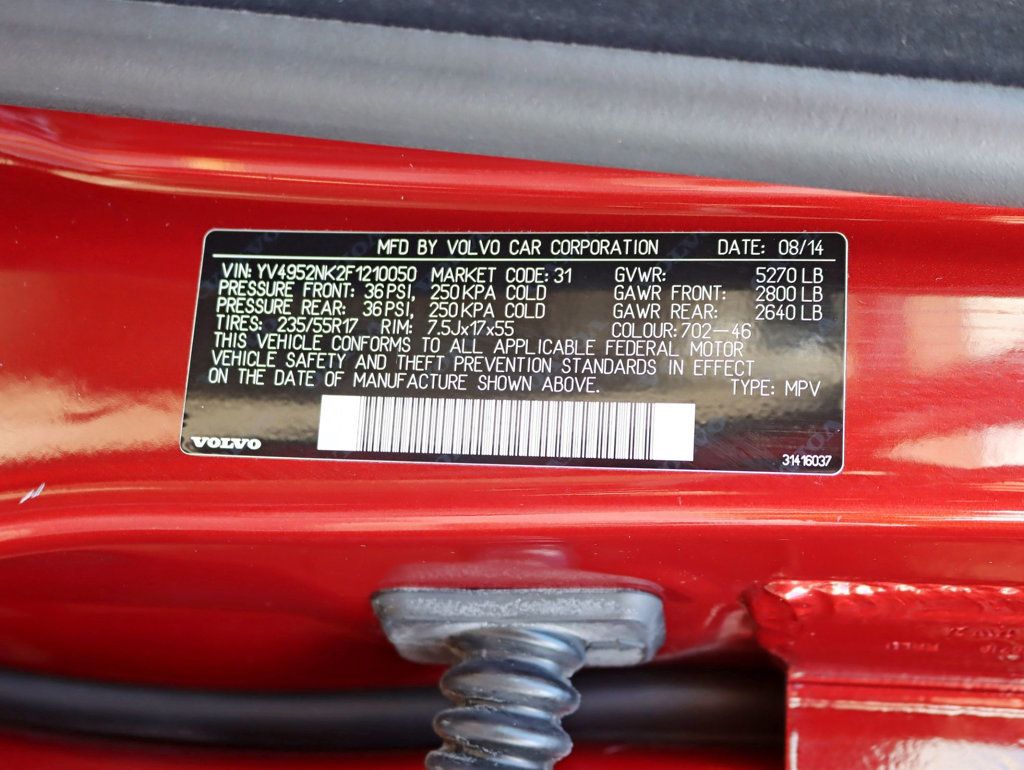 MFD BY VOLVO CAR CORPORATION DATE: 08/14
VIN: YV4952NK2F1210050 MARKET CODE: 31 GVWR: 5270 LB
PRESSURE FRONT: 36 PSI, 250 KPA COLD GAWR FRONT: 2800 LB
PRESSURE REAR: 36 PSI, 250 KPA COLD GAWR REAR: 2640 LB
TIRES: 235/55R17 RIM: 7.5Jx17x55 COLOUR: 702-46
THIS VEHICLE CONFORMS TO ALL APPLICABLE FEDERAL MOTOR
VEHICLE SAFETY AND THEFT PREVENTION STANDARDS IN EFFECT
ON THE DATE OF MANUFACTURE SHOWN ABOVE. TYPE: MPV
VOLVO
31416037